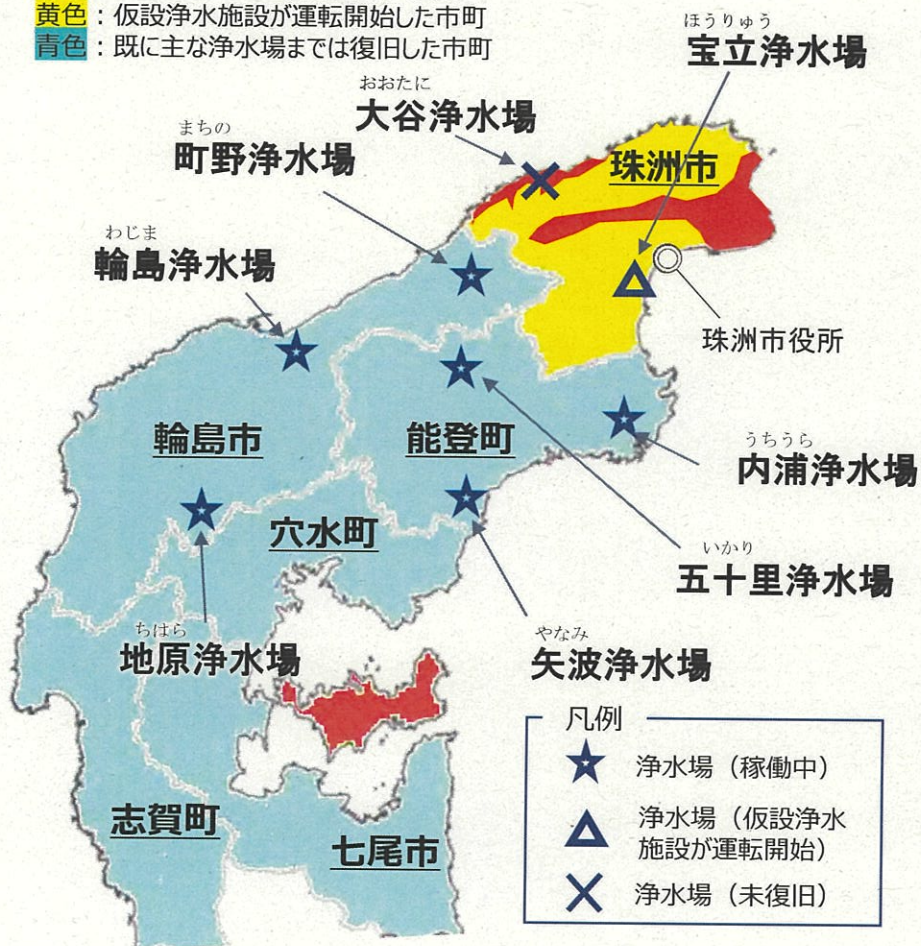 黄色：仮設浄水施設が運転開始した市町
青色：既に主な浄水場までは復旧した市町
ほうりゅう
宝立浄水場
おおたに
大谷浄水場
まちの
町野浄水場
珠洲市
わじま
輪島浄水場
珠洲市役所
輪島市
能登町
うちうら
内浦浄水場
穴水町
いかり
五十里浄水場
ちはら
地原浄水場
やなみ
矢波浄水場
志賀町
七尾市
凡例
浄水場（稼働中）
浄水場（仮設浄水
施設が運転開始）
浄水場（未復旧）